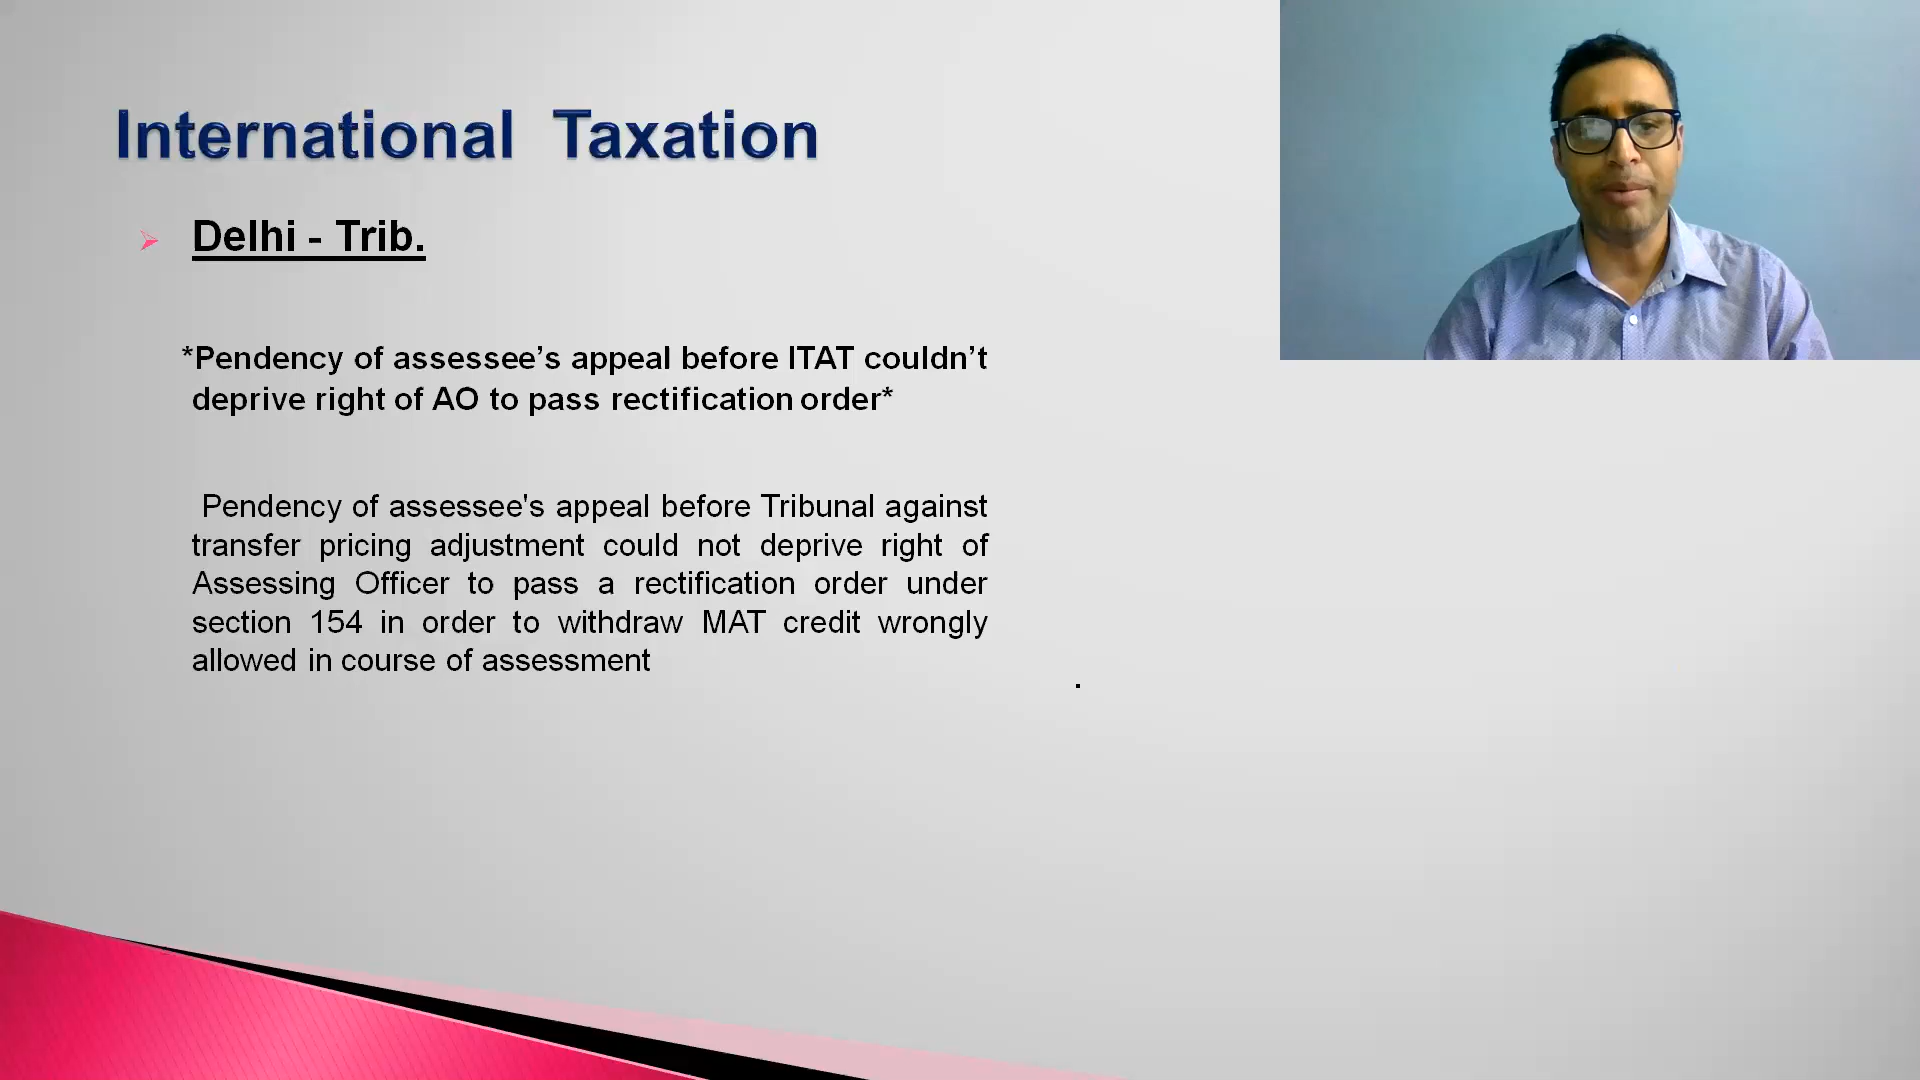 International Taxation
Delhi - Trib.
*Pendency of assessee’s appeal before ITAT couldn’t
deprive right of AO to pass rectification order*
Pendency of assessee's appeal before Tribunal against
transfer pricing adjustment could not deprive right of
Assessing Officer to pass a rectification order under
section 154 in order to withdraw MAT credit wrongly
allowed in course of assessment
.